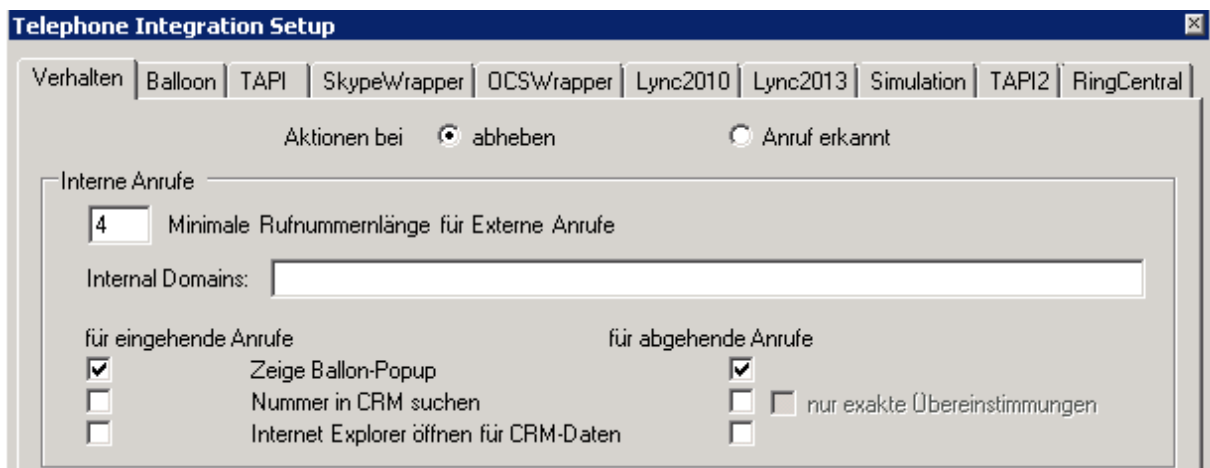 Telephone Integration Setup
Verhalten Balloon TAPI SkypeWrapper OCSWrapper Lync2010 Lync2013 Simulation TAPI2 RingCentral
Aktionen bei abheben Anruf erkannt
Interne Anrufe
4 Minimale Rufnummernlänge für Externe Anrufe
Internal Domains:
für eingehende Anrufe für abgehende Anrufe
Zeige Ballon-Popup
Nummer in CRM suchen nur exakte Übereinstimmungen
Internet Explorer öffnen für CRM-Daten